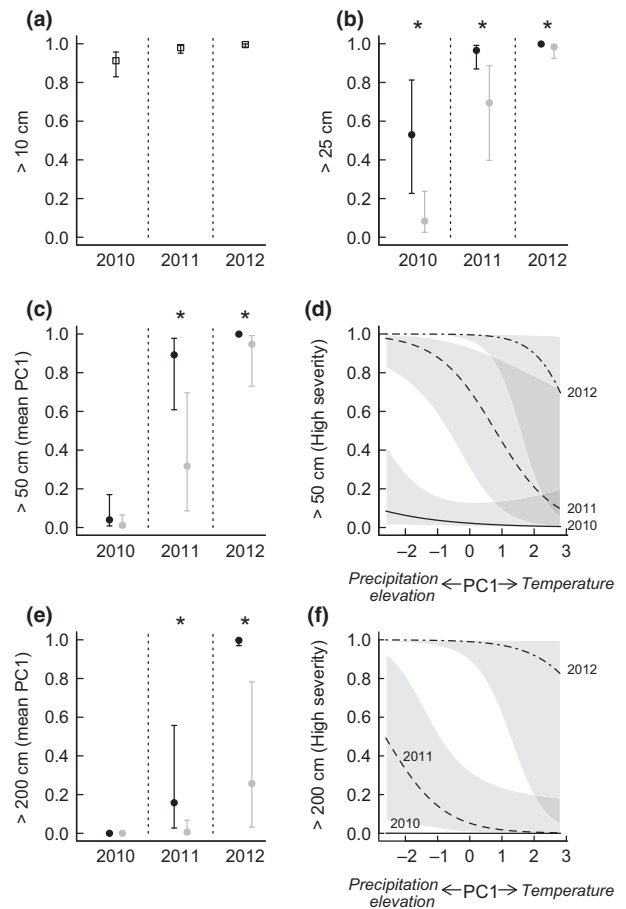 (a)
> 10 cm
1.0
0.8
0.6
0.4
0.2
0.0
2010 2011 2012
(b)
* * *
> 25 cm
1.0
0.8
0.6
0.4
0.2
0.0
2010 2011 2012
(c)
* *
> 50 cm (mean PC1)
1.0
0.8
0.6
0.4
0.2
0.0
2010 2011 2012
(d)
> 50 cm (High severity)
1.0
0.8
0.6
0.4
0.2
0.0
2012
2011
2010
−2 −1 0 1 2 3
Precipitation elevation ←PC1→ Temperature
(e)
* *
> 200 cm (mean PC1)
1.0
0.8
0.6
0.4
0.2
0.0
2010 2011 2012
(f)
> 200 cm (High severity)
1.0
0.8
0.6
0.4
0.2
0.0
2012
2011
2010
−2 −1 0 1 2 3
Precipitation elevation ←PC1→ Temperature